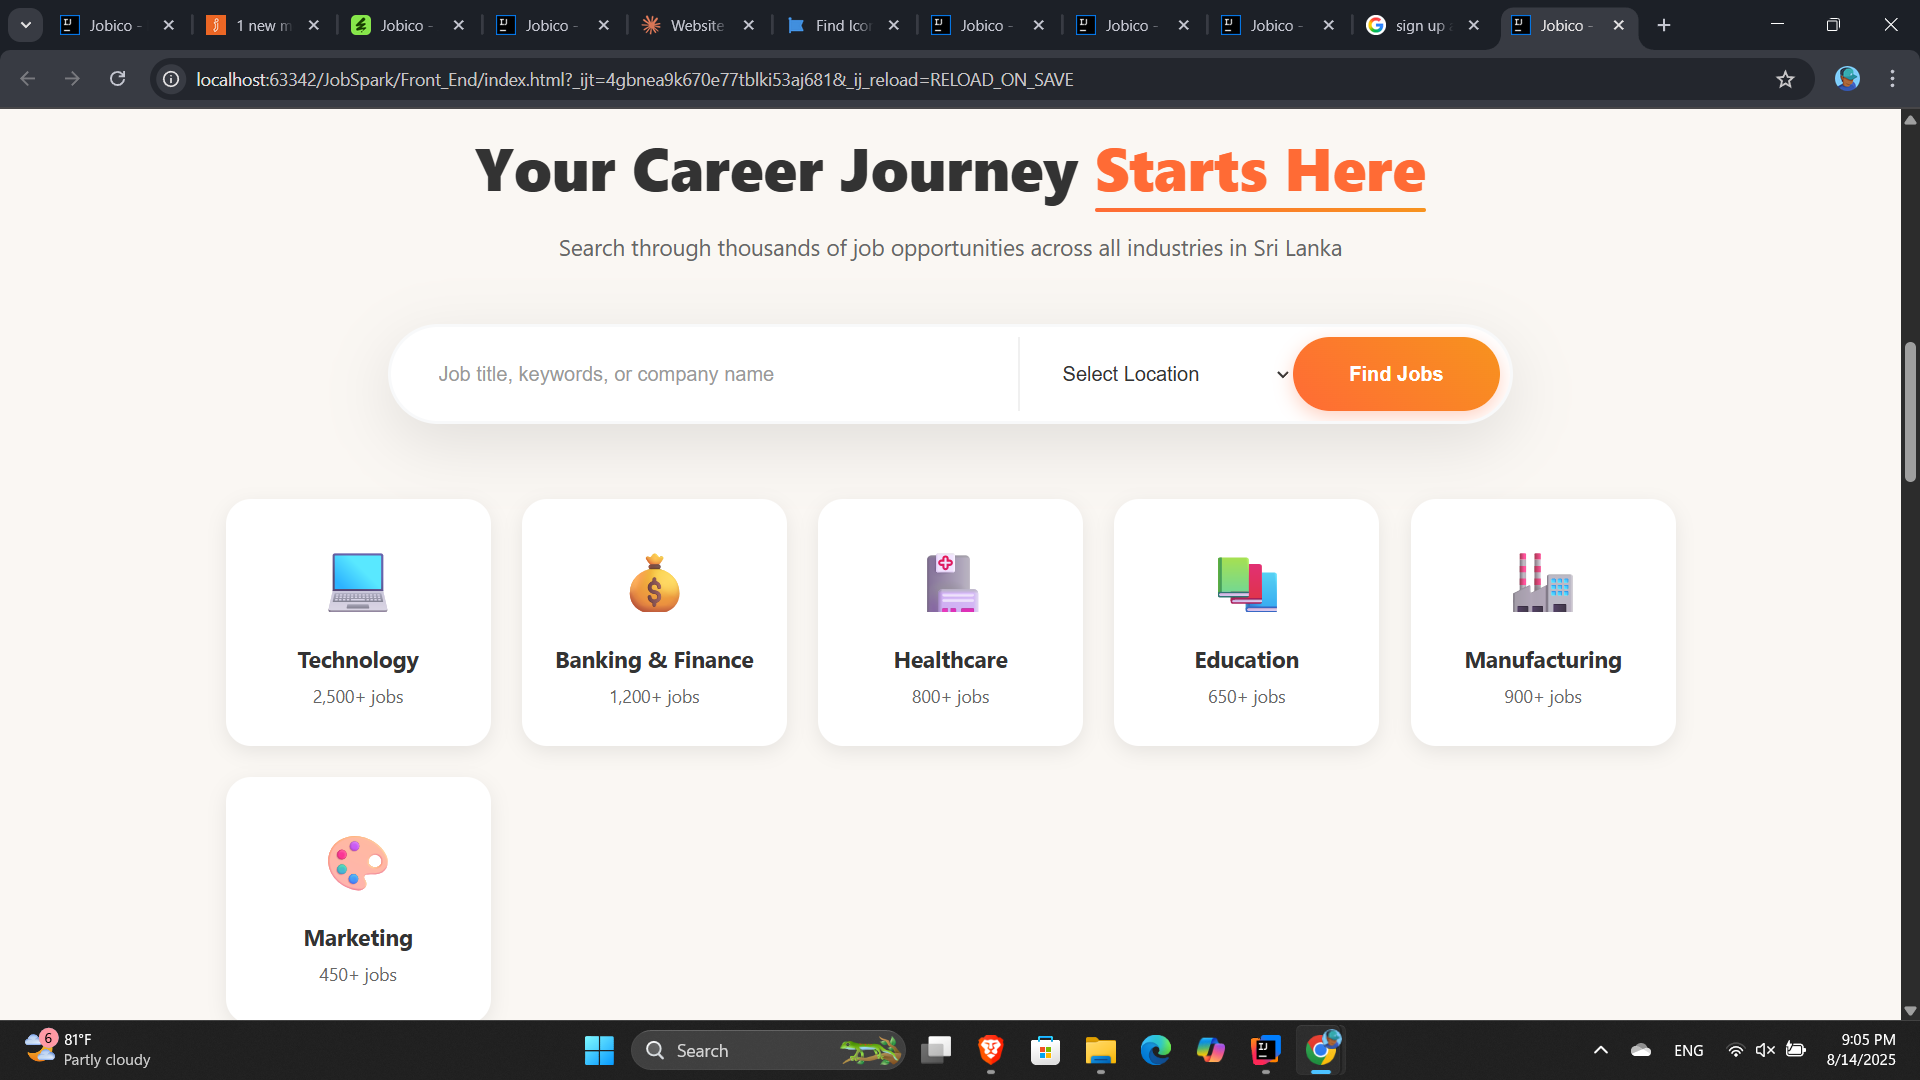 Jobico -
1 new m
Jobico -
Jobico -
Website
Find Ico
Jobico -
Jobico -
Jobico -
sign up a
Jobico -
localhost:63342/JobSpark/Front_End/index.html?_ijt=4gbnea9k670e77tblki53aj681&_ij_reload=RELOAD_ON_SAVE
Your Career Journey Starts Here
Search through thousands of job opportunities across all industries in Sri Lanka
Job title, keywords, or company name
Select Location
Find Jobs
Technology
2,500+ jobs
Banking & Finance
1,200+ jobs
Healthcare
800+ jobs
Education
650+ jobs
Manufacturing
900+ jobs
Marketing
450+ jobs
6
81°F
Partly cloudy
Search
ENG
9:05 PM
8/14/2025